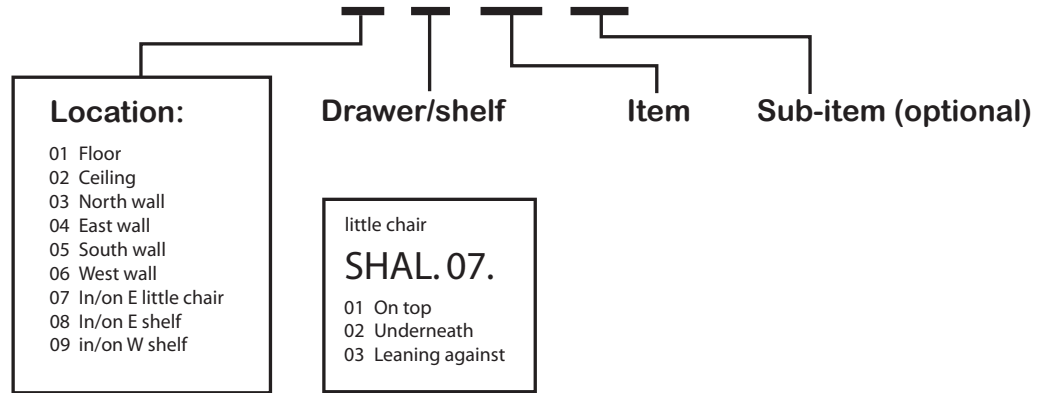 Location:
01 Floor
02 Ceiling
03 North wall
04 East wall
05 South wall
06 West wall
07 In/on E little chair
08 In/on E shelf
09 in/on W shelf
Drawer/shelf
Item
Sub-item (optional)
little chair
SHAL. 07.
01 On top
02 Underneath
03 Leaning against